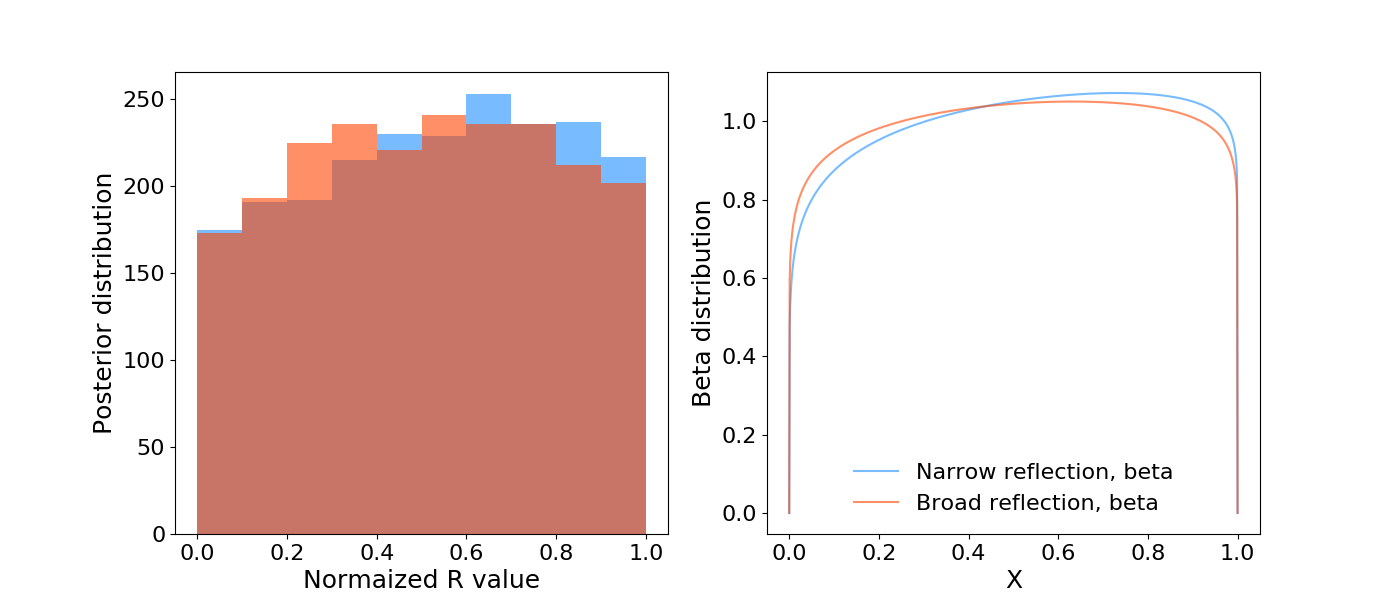 Posterior distribution
250
200
150
100
50
0
0.0 0.2 0.4 0.6 0.8 1.0
Normaized R value
Beta distribution
1.0
0.8
0.6
0.4
0.2
0.0
Narrow reflection, beta
Broad reflection, beta
0.0 0.2 0.4 0.6 0.8 1.0
X